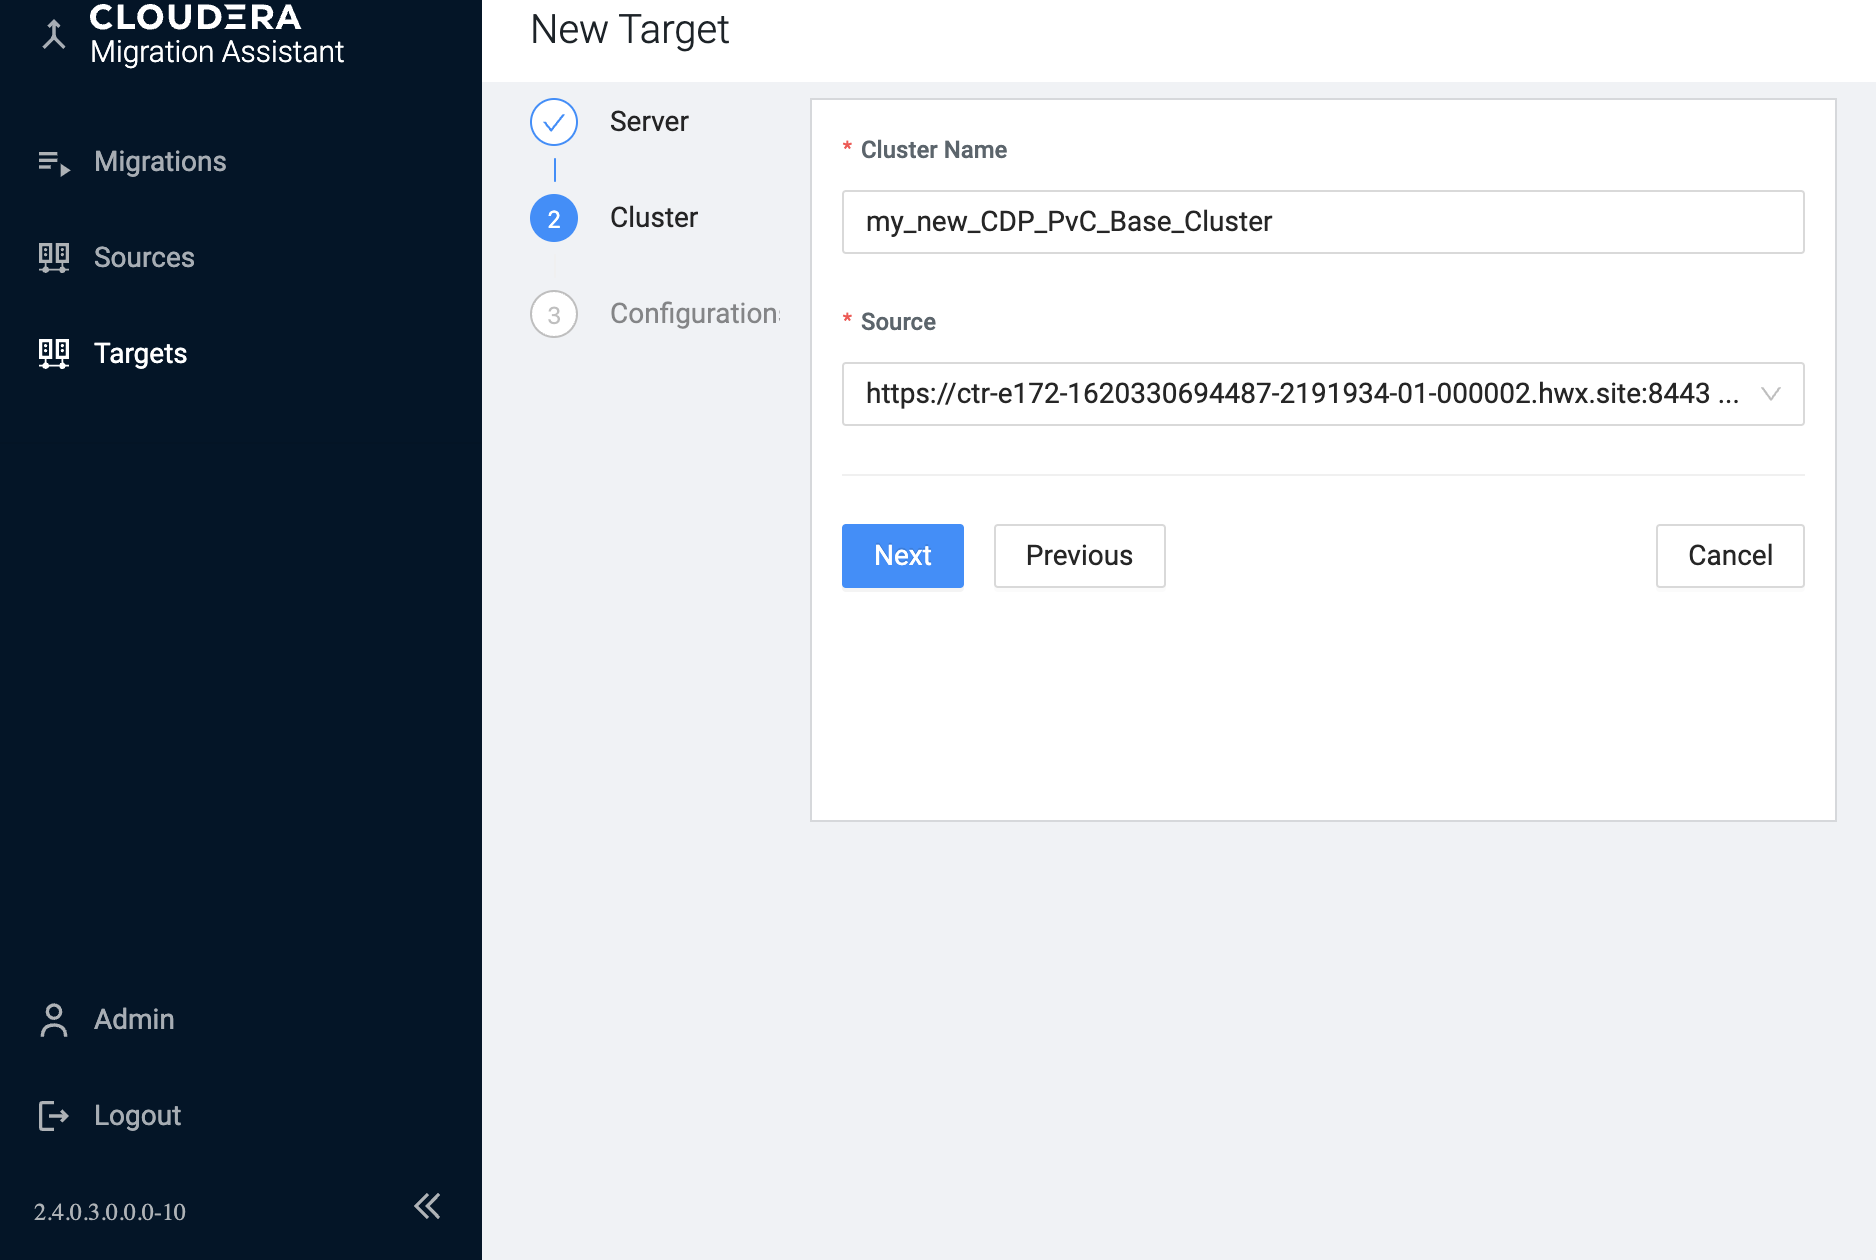 CLOUDERA
Migration Assistant
Migrations
Sources
Targets
Admin
Logout
2.4.0.3.0.0.0-10
New Target
Server
2 Cluster
3 Configurations
* Cluster Name
my_new_CDP_PvC_Base_Cluster
* Source
https://ctr-e172-1620330694487-2191934-01-000002.hwx.site:8443 ...
Next Previous Cancel